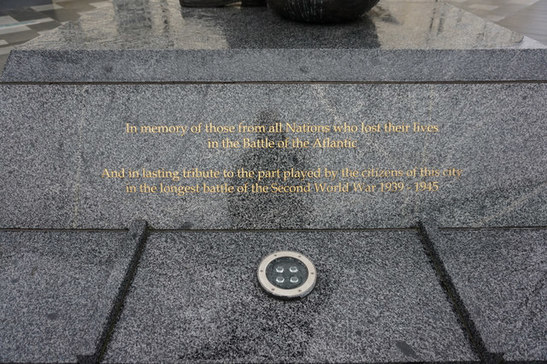 In memory of those from all Nations who lost their lives
in the Battle of the Atlantic
And in lasting tribute to the part played by the citizens of this city
in the longest battle of the Second World War 1939 - 1945